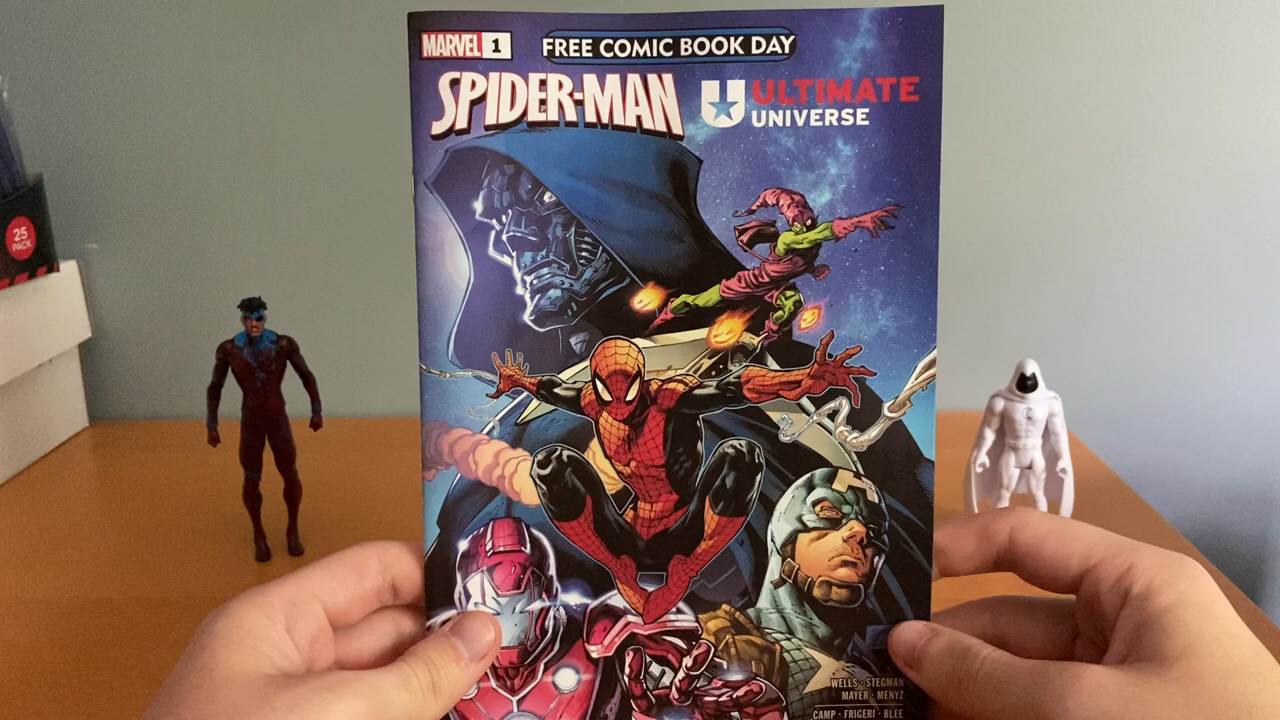 MARVEL 1
FREE COMIC BOOK DAY
SPIDER-MAN
U ULTIMATE
UNIVERSE
25
PACK
WELLS · STEGMAN
MAYER · MENYZ
CAMP · FRIGERI · BLEE